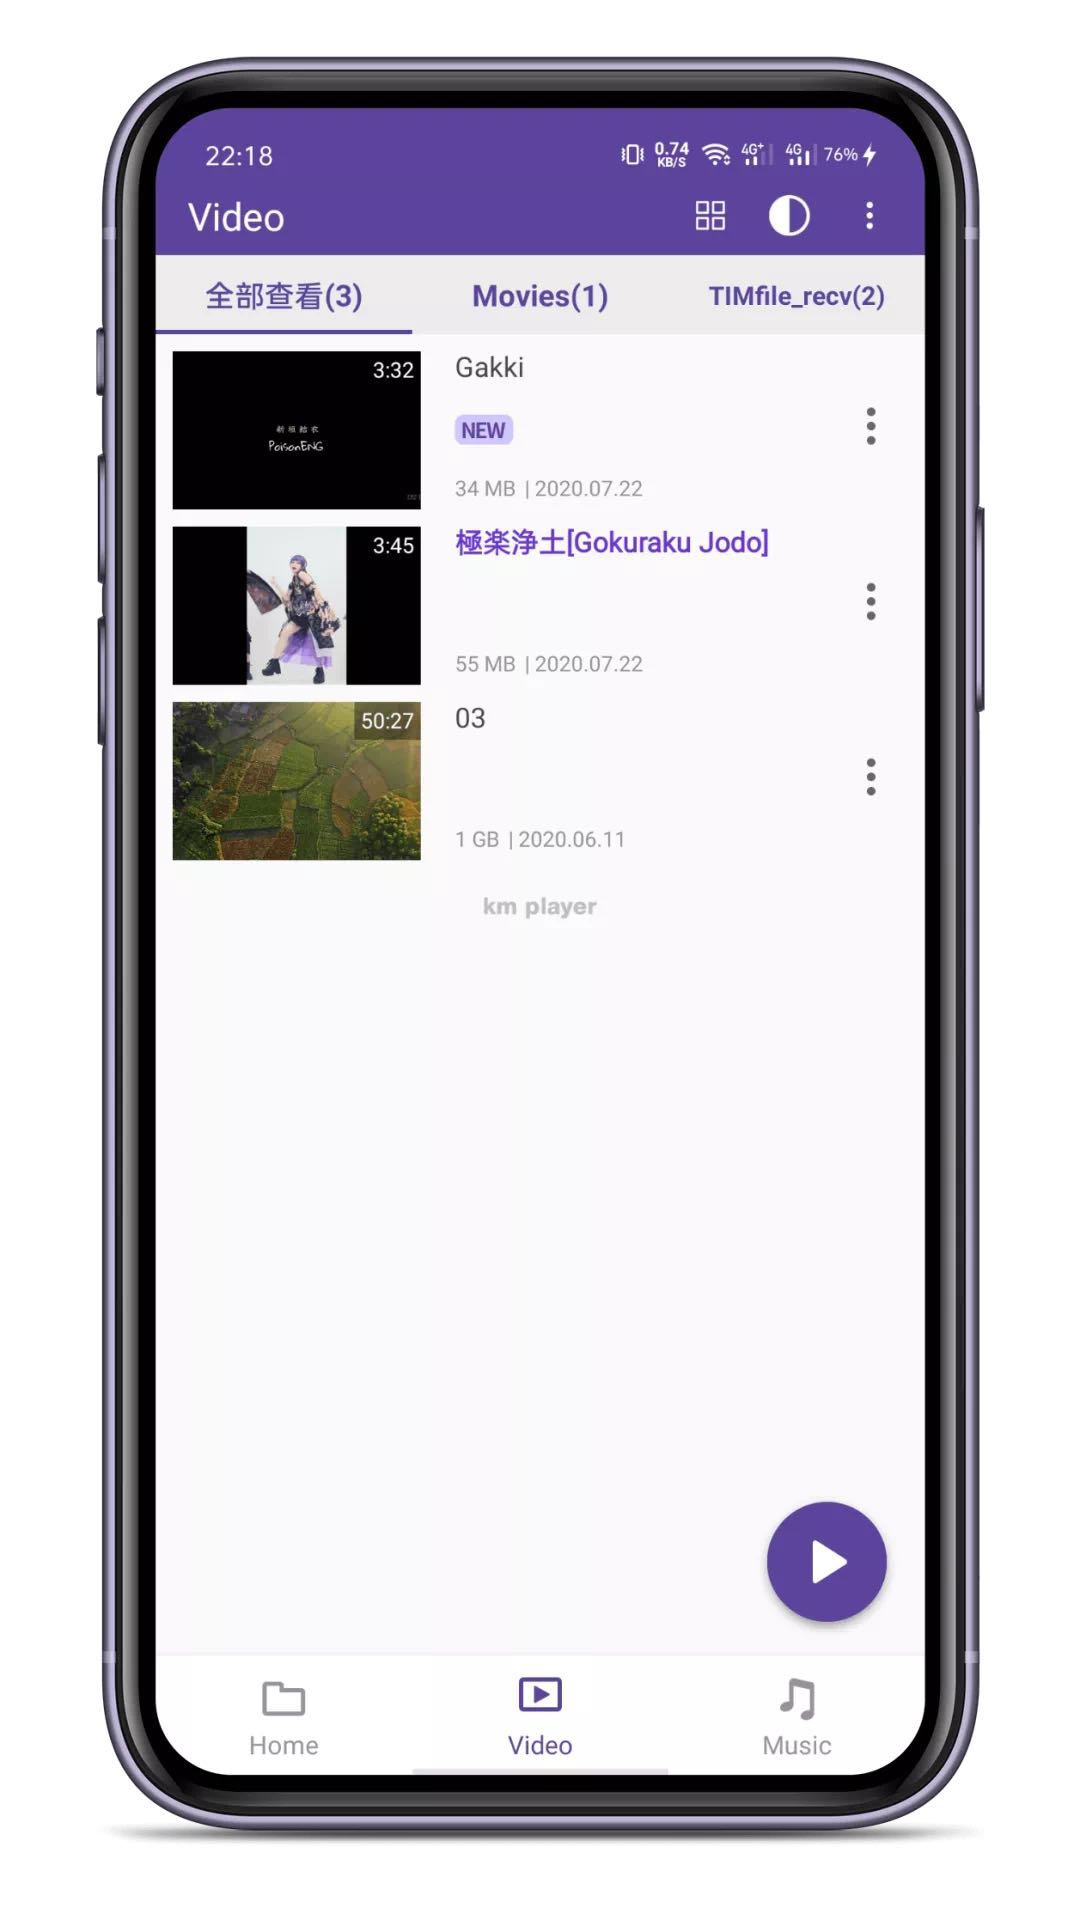 22:18
0.74
KB/S
4G+
4G
76%
Video
全部查看(3)
Movies(1)
TIMfile_recv(2)
3:32
新垣結衣
PoisonENG
Gakki
NEW
34 MB | 2020.07.22
3:45
極楽浄土[Gokuraku Jodo]
55 MB | 2020.07.22
50:27
03
1 GB | 2020.06.11
km player
Home
Video
Music